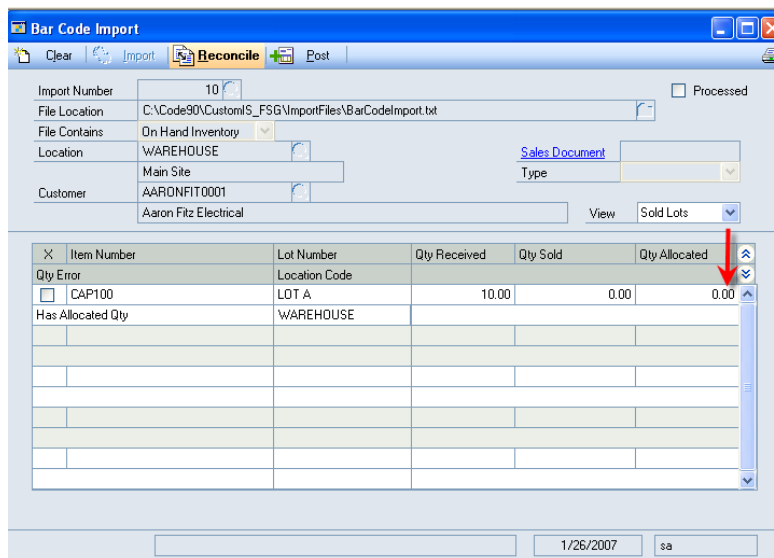 Bar Code Import
Clear Import Reconcile Post
Import Number 10 Processed
File Location C:\Code90\CustomIS_FSG\ImportFiles\BarCodeImport.txt
File Contains On Hand Inventory
Location WAREHOUSE Sales Document
Main Site Type
Customer AARONFIT0001
Aaron Fitz Electrical View Sold Lots
X Item Number Lot Number Qty Received Qty Sold Qty Allocated
Qty Error Location Code
CAP100 LOT A 10.00 0.00 0.00
Has Allocated Qty WAREHOUSE
1/26/2007 sa